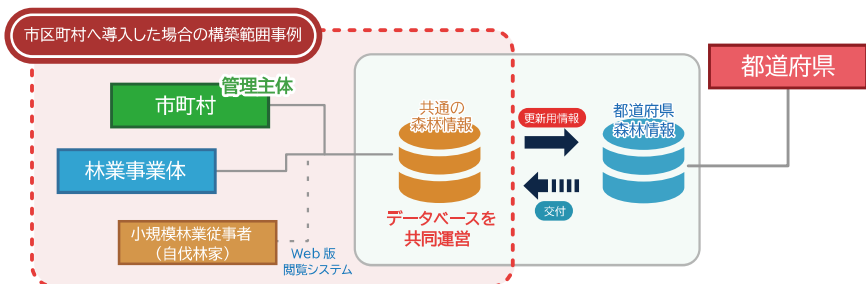 市区町村へ導入した場合の構築範囲事例
都道府県
管理主体
市町村
共通の
森林情報
更新用情報
都道府県
森林情報
林業事業体
交付
データベースを
共同運営
小規模林業従事者
（自伐林家）
Web版
閲覧システム